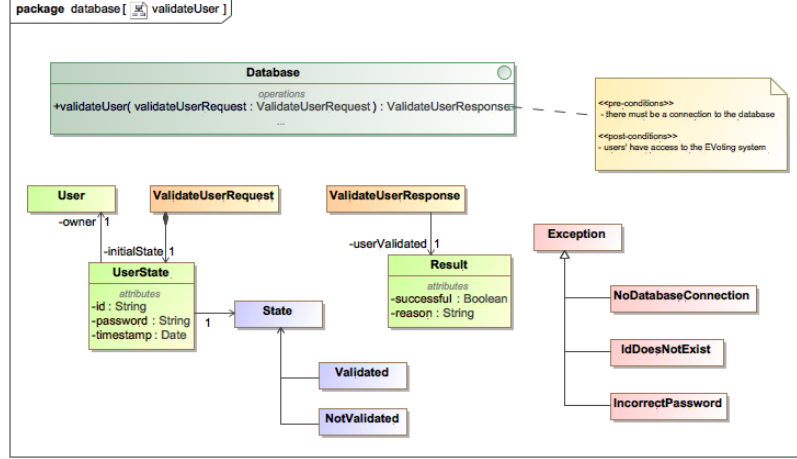 package database [ validateUser ]
Database
operations
+validateUser( validateUserRequest : ValidateUserRequest ) : ValidateUserResponse
...
<<pre-conditions>>
- there must be a connection to the database
<<post-conditions>>
- users' have access to the EVoting system
User
ValidateUserRequest
ValidateUserResponse
-owner 1
-initialState 1
-userValidated 1
UserState
attributes
-id : String
-password : String
-timestamp : Date
1
State
Validated
NotValidated
Result
attributes
-successful : Boolean
-reason : String
Exception
NoDatabaseConnection
IdDoesNotExist
IncorrectPassword